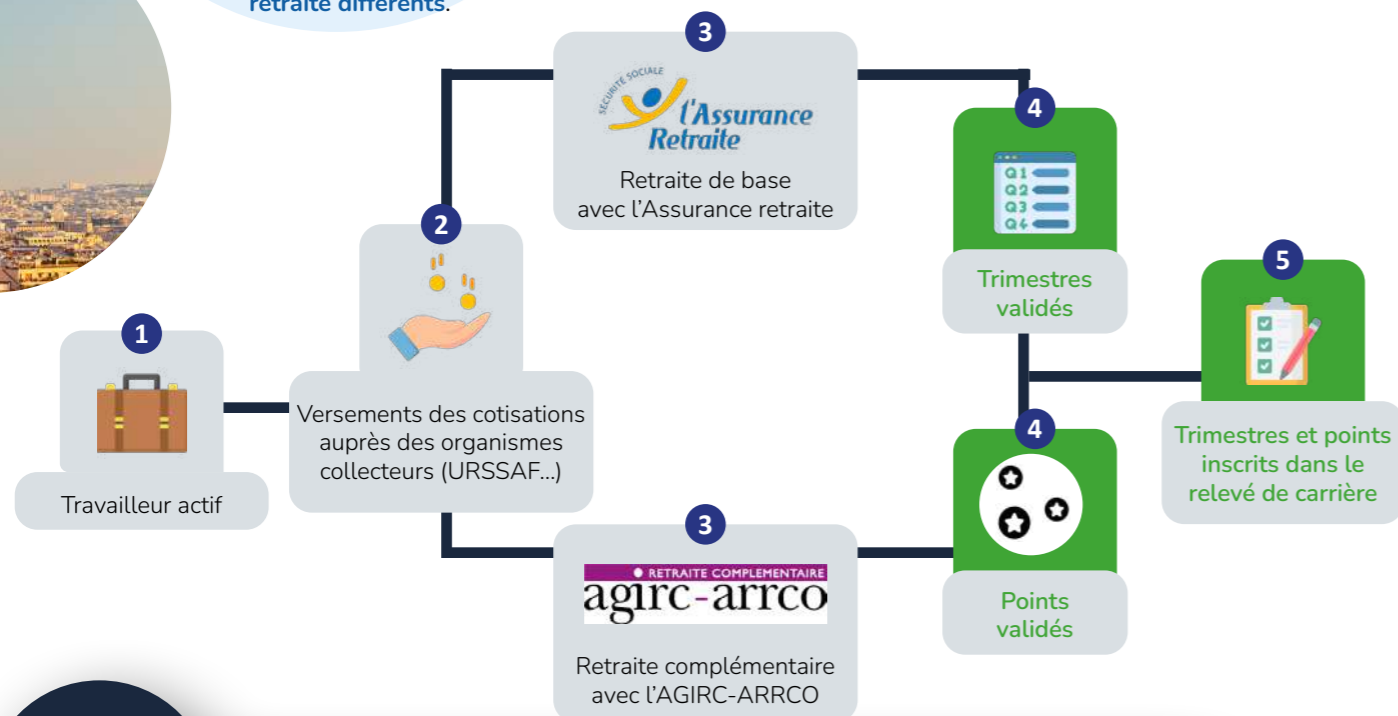 retraite différents.
3
SÉCURITÉ SOCIALE
l'Assurance
Retraite
Retraite de base
avec l'Assurance retraite
4
Q1
Q2
Q3
Q4
Trimestres
validés
2
Versements des cotisations
auprès des organismes
collecteurs (URSSAF...)
1
Travailleur actif
5
Trimestres et points
inscrits dans le
relevé de carrière
4
Points
validés
3
RETRAITE COMPLEMENTAIRE
agirc-arrco
Retraite complémentaire
avec l'AGIRC-ARRCO